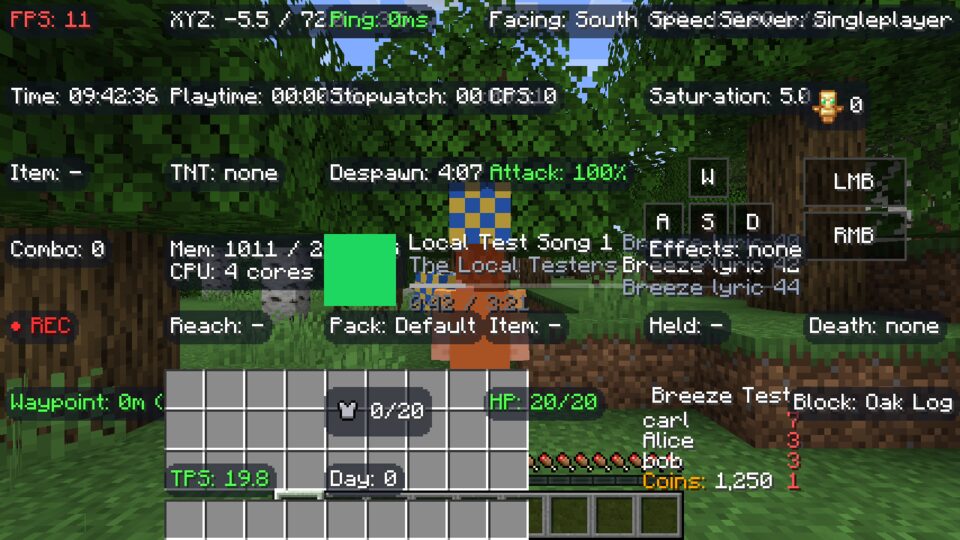 FPS: 11
XYZ: -5.5 / 72
Ping: 0ms
Facing: South
Speed
Server: Singleplayer
Time: 09:42:36
Playtime: 00:00
Stopwatch: 00
CPS: 0
Saturation: 5.0
0
Item: -
TNT: none
Despawn: 4:07
Attack: 100%
W
LMB
A S D
RMB
Combo: 0
Mem: 1011 / 2
CPU: 4 cores
Local Test Song 1
The Local Testers
0:42 / 3:21
Breeze lyric
Effects: none
Breeze lyric 42
Breeze lyric 44
REC
Reach: -
Pack: Default
Item: -
Held: -
Death: none
Waypoint: 0m (
0/20
HP: 20/20
Breeze Test
carl 7
Alice 3
bob 3
Coins: 1,250 1
Block: Oak Log
TPS: 19.8
Day: 0